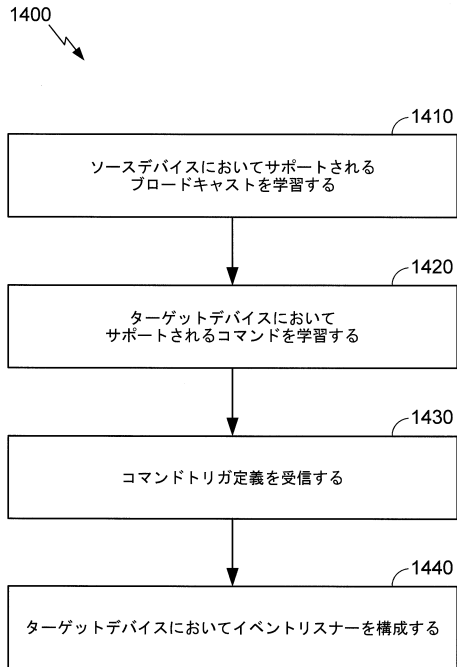 1400
1410
ソースデバイスにおいてサポートされる
ブロードキャストを学習する
1420
ターゲットデバイスにおいて
サポートされるコマンドを学習する
1430
コマンドトリガ定義を受信する
1440
ターゲットデバイスにおいてイベントリスナーを構成する